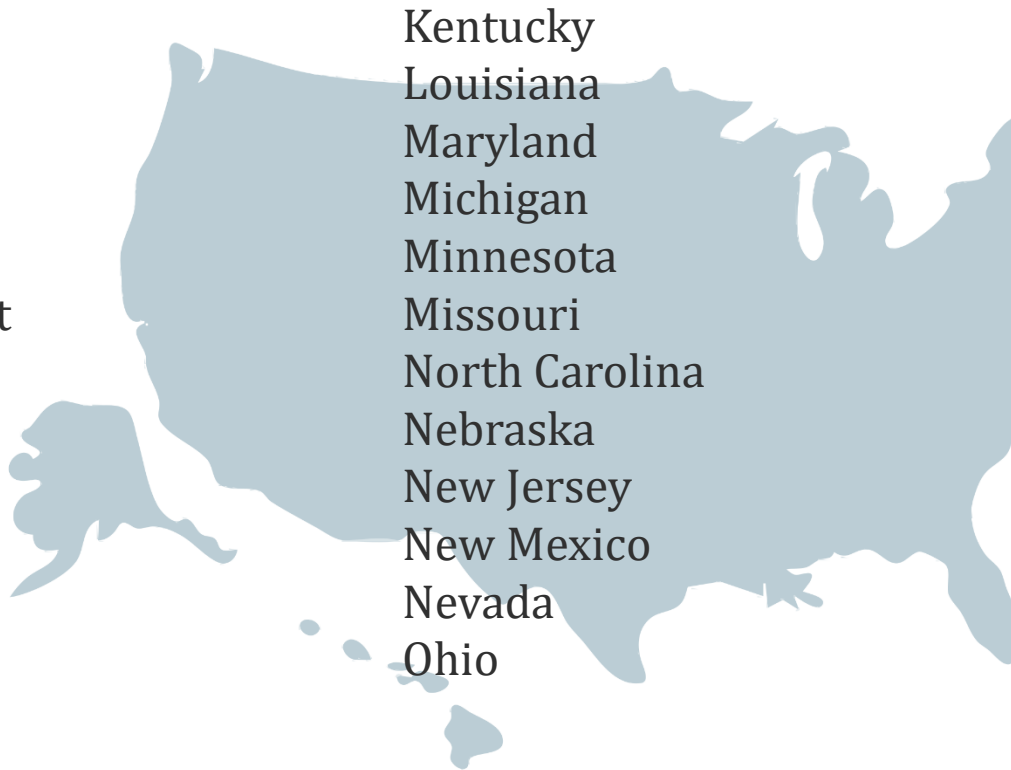 Kentucky
Louisiana
Maryland
Michigan
Minnesota
t
Missouri
North Carolina
Nebraska
New Jersey
New Mexico
Nevada
Ohio